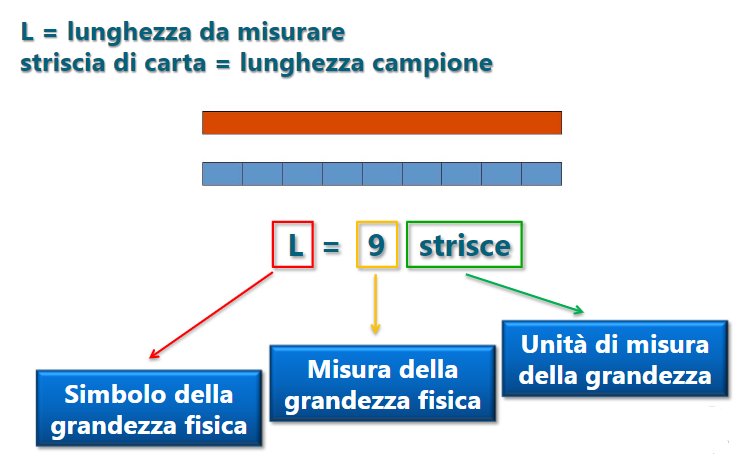 L = lunghezza da misurare
striscia di carta = lunghezza campione
L = 9 strisce
Simbolo della
grandezza fisica
Misura della
grandezza fisica
Unità di misura
della grandezza